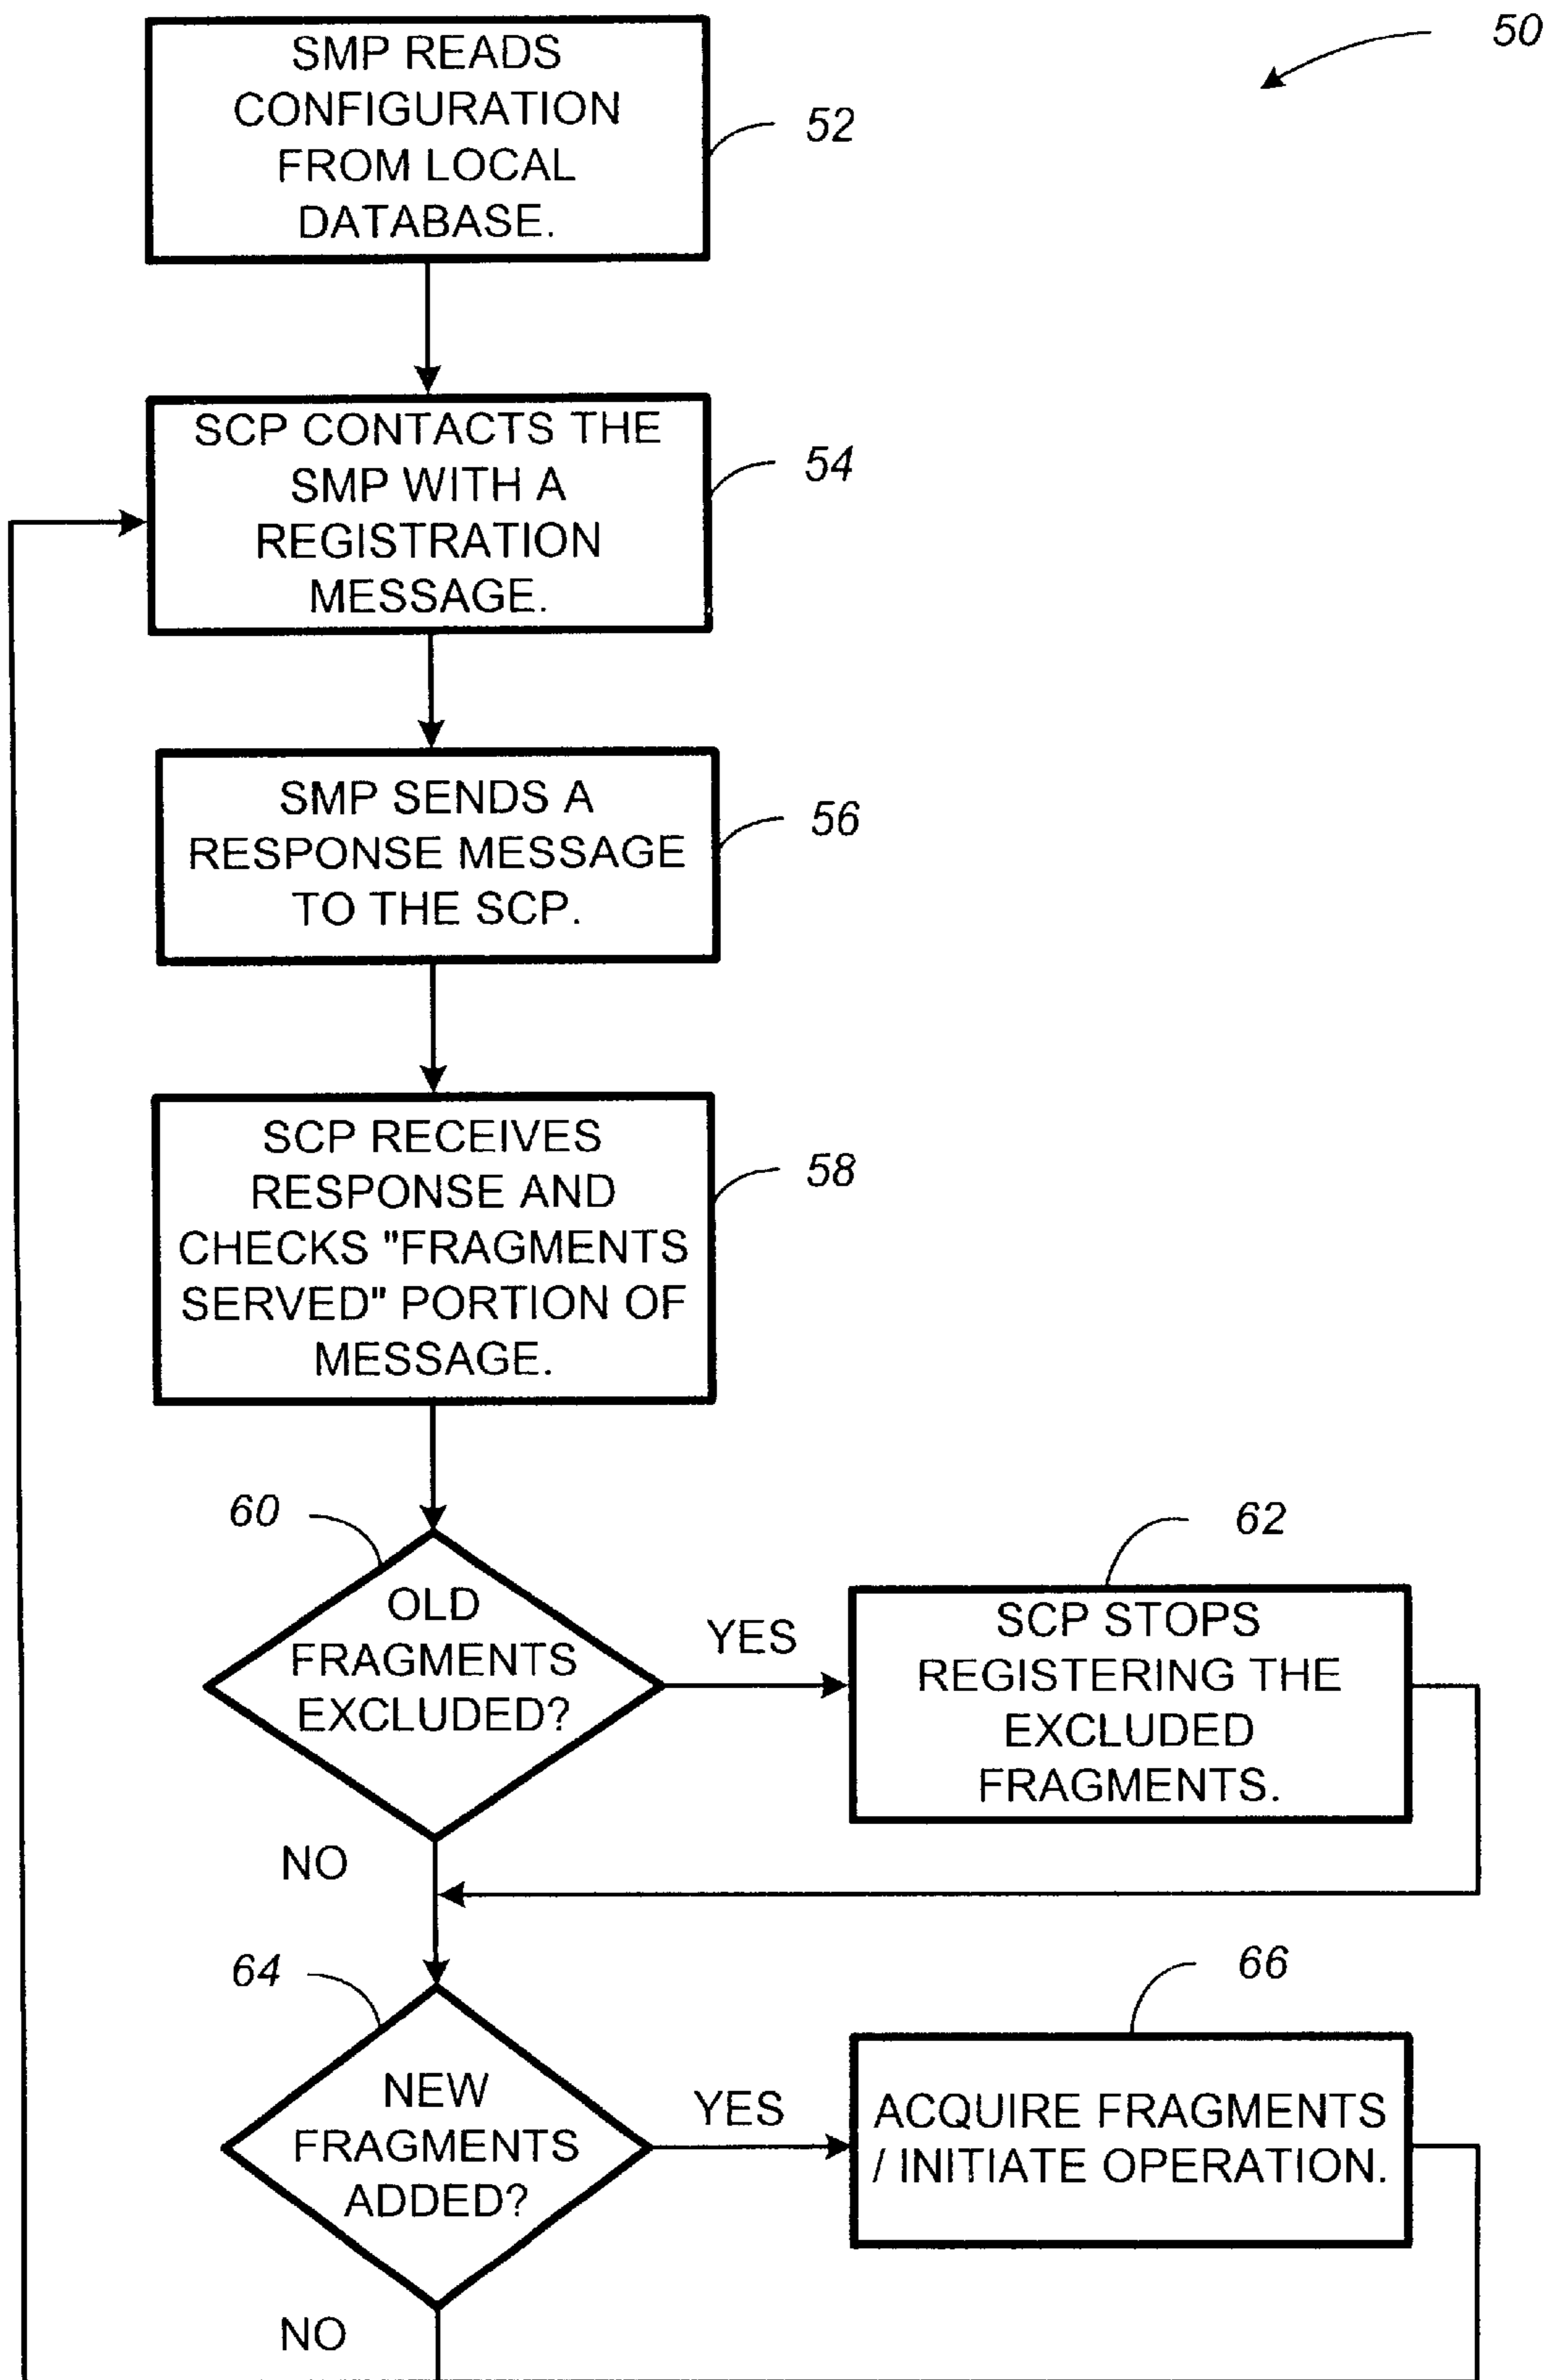 50
SMP READS
CONFIGURATION
FROM LOCAL
DATABASE.
52
SCP CONTACTS THE
SMP WITH A
REGISTRATION
MESSAGE.
54
SMP SENDS A
RESPONSE MESSAGE
TO THE SCP.
56
SCP RECEIVES
RESPONSE AND
CHECKS "FRAGMENTS
SERVED" PORTION OF
MESSAGE.
58
60
OLD
FRAGMENTS
EXCLUDED?
YES
62
SCP STOPS
REGISTERING THE
EXCLUDED
FRAGMENTS.
NO
64
NEW
FRAGMENTS
ADDED?
YES
66
ACQUIRE FRAGMENTS
/ INITIATE OPERATION.
NO